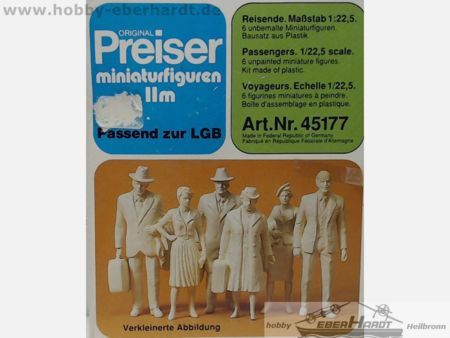 www.hobby-eberhardt.de
ORIGINAL
Preiser
miniaturfiguren
IIm
Passend zur LGB
Reisende. Maßstab 1:22,5.
6 unbemalte Miniaturfiguren.
Bausatz aus Plastik.
Passengers. 1/22,5 scale.
6 unpainted miniature figures.
Kit made of plastic.
Voyageurs. Echelle 1/22,5.
6 figurines miniatures à peindre.
Boîte d'assemblage en plastique.
Art.Nr. 45177
Made in Federal Republic of Germany
Fabriqué en République Fédérale d'Allemagne
Verkleinerte Abbildung
hobby EBERHARDT Heilbronn